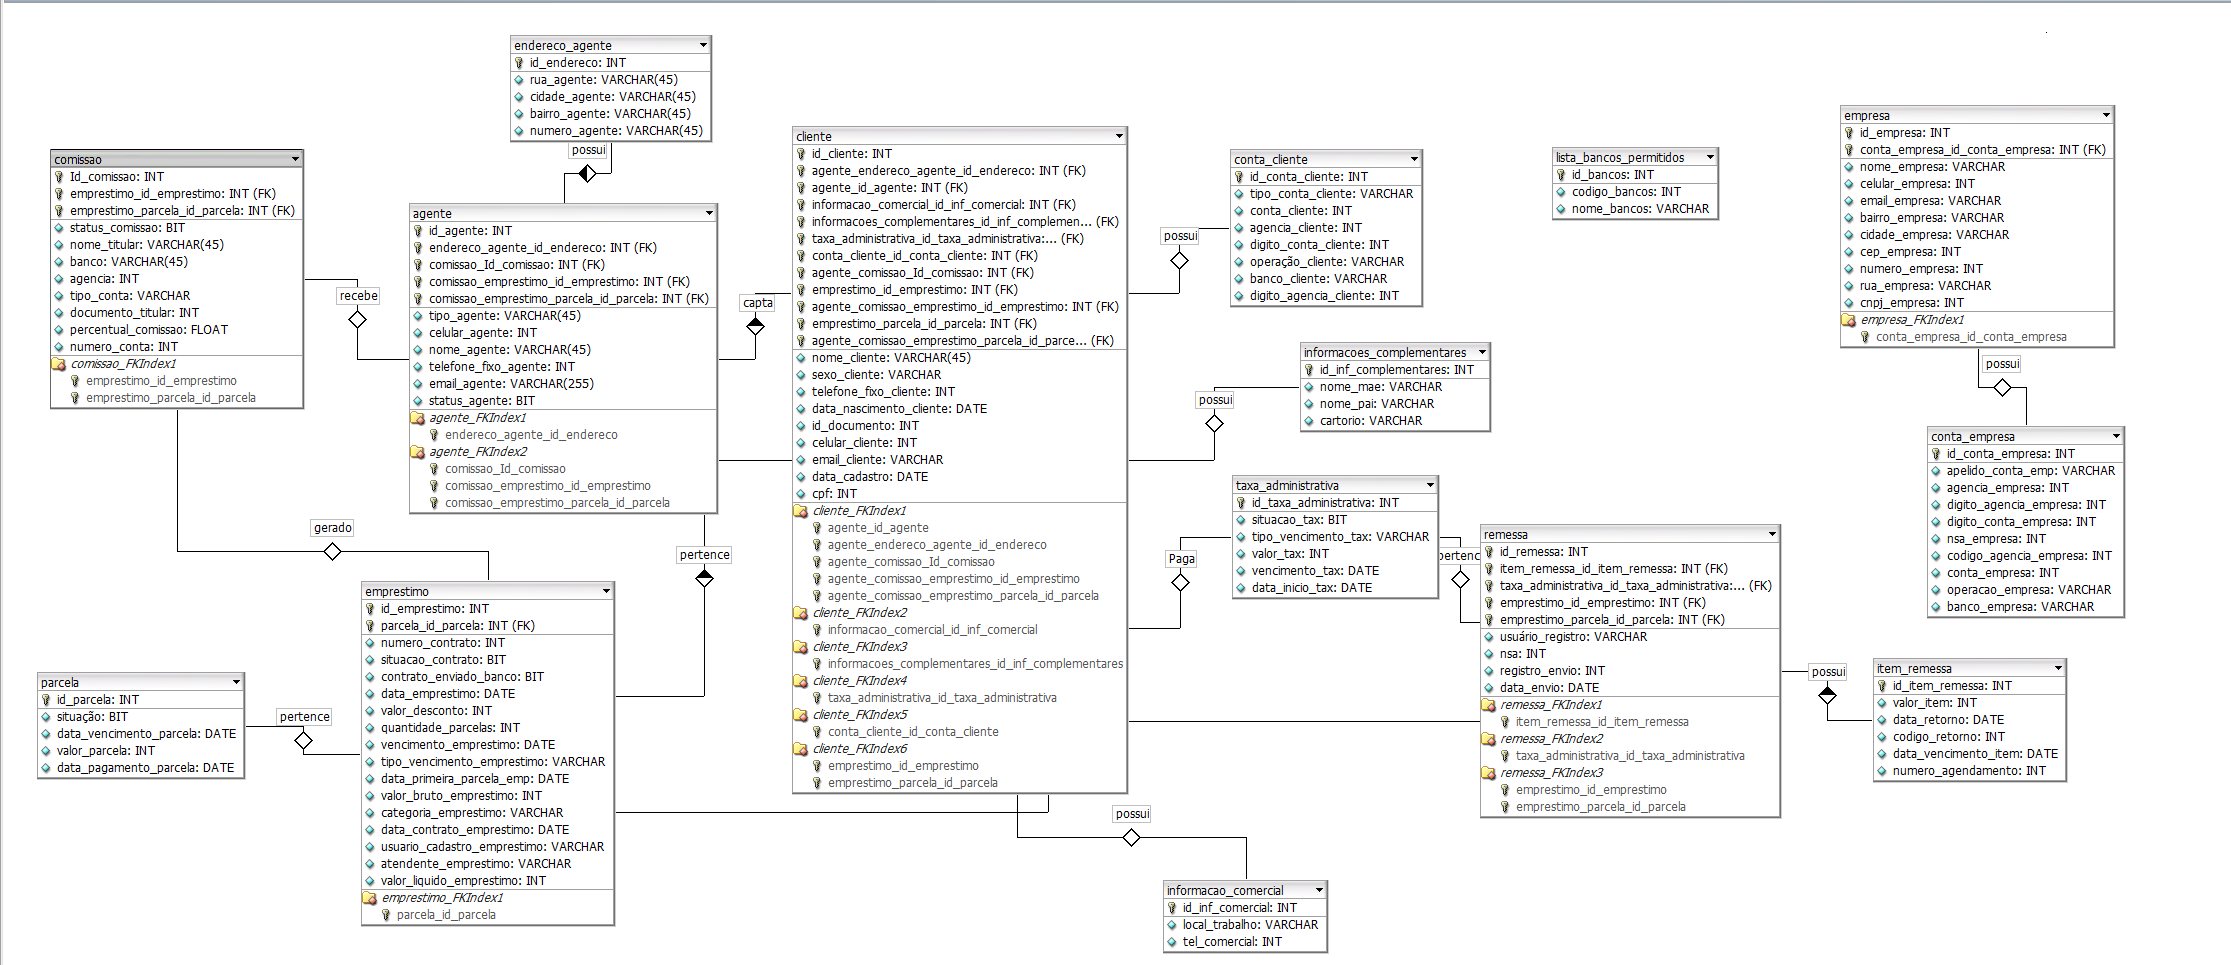 endereco_agente
id_endereco: INT
rua_agente: VARCHAR(45)
cidade_agente: VARCHAR(45)
bairro_agente: VARCHAR(45)
numero_agente: VARCHAR(45)
possui
comissao
Id_comissao: INT
emprestimo_id_emprestimo: INT (FK)
emprestimo_parcela_id_parcela: INT (FK)
status_comissao: BIT
nome_titular: VARCHAR(45)
banco: VARCHAR(45)
agencia: INT
tipo_conta: VARCHAR
documento_titular: INT
percentual_comissao: FLOAT
numero_conta: INT
comissao_FKIndex1
emprestimo_id_emprestimo
emprestimo_parcela_id_parcela
recebe
agente
id_agente: INT
endereco_agente_id_endereco: INT (FK)
comissao_Id_comissao: INT (FK)
comissao_emprestimo_id_emprestimo: INT (FK)
comissao_emprestimo_parcela_id_parcela: INT (FK)
tipo_agente: VARCHAR(45)
celular_agente: INT
nome_agente: VARCHAR(45)
telefone_fixo_agente: INT
email_agente: VARCHAR(255)
status_agente: BIT
agente_FKIndex1
endereco_agente_id_endereco
agente_FKIndex2
comissao_Id_comissao
comissao_emprestimo_id_emprestimo
comissao_emprestimo_parcela_id_parcela
capta
cliente
id_cliente: INT
agente_endereco_agente_id_endereco: INT (FK)
agente_id_agente: INT (FK)
informacao_comercial_id_inf_comercial: INT (FK)
informacoes_complementares_id_inf_complemen... (FK)
taxa_administrativa_id_taxa_administrativa:... (FK)
conta_cliente_id_conta_cliente: INT (FK)
agente_comissao_Id_comissao: INT (FK)
emprestimo_id_emprestimo: INT (FK)
agente_comissao_emprestimo_id_emprestimo: INT (FK)
emprestimo_parcela_id_parcela: INT (FK)
agente_comissao_emprestimo_parcela_id_parce... (FK)
nome_cliente: VARCHAR(45)
sexo_cliente: VARCHAR
telefone_fixo_cliente: INT
data_nascimento_cliente: DATE
id_documento: INT
celular_cliente: INT
email_cliente: VARCHAR
data_cadastro: DATE
cpf: INT
cliente_FKIndex1
agente_id_agente
agente_endereco_agente_id_endereco
agente_comissao_Id_comissao
agente_comissao_emprestimo_id_emprestimo
agente_comissao_emprestimo_parcela_id_parcela
cliente_FKIndex2
informacao_comercial_id_inf_comercial
cliente_FKIndex3
informacoes_complementares_id_inf_complementares
cliente_FKIndex4
taxa_administrativa_id_taxa_administrativa
cliente_FKIndex5
conta_cliente_id_conta_cliente
cliente_FKIndex6
emprestimo_id_emprestimo
emprestimo_parcela_id_parcela
possui
conta_cliente
id_conta_cliente: INT
tipo_conta_cliente: VARCHAR
conta_cliente: INT
agencia_cliente: INT
digito_conta_cliente: INT
operação_cliente: VARCHAR
banco_cliente: VARCHAR
digito_agencia_cliente: INT
lista_bancos_permitidos
id_bancos: INT
codigo_bancos: INT
nome_bancos: VARCHAR
empresa
id_empresa: INT
conta_empresa_id_conta_empresa: INT (FK)
nome_empresa: VARCHAR
celular_empresa: INT
email_empresa: VARCHAR
bairro_empresa: VARCHAR
cidade_empresa: VARCHAR
cep_empresa: INT
numero_empresa: INT
rua_empresa: VARCHAR
cnpj_empresa: INT
empresa_FKIndex1
conta_empresa_id_conta_empresa
possui
conta_empresa
id_conta_empresa: INT
apelido_conta_emp: VARCHAR
agencia_empresa: INT
digito_agencia_empresa: INT
digito_conta_empresa: INT
nsa_empresa: INT
codigo_agencia_empresa: INT
conta_empresa: INT
operacao_empresa: VARCHAR
banco_empresa: VARCHAR
possui
informacoes_complementares
id_inf_complementares: INT
nome_mae: VARCHAR
nome_pai: VARCHAR
cartorio: VARCHAR
Paga
taxa_administrativa
id_taxa_administrativa: INT
situacao_tax: BIT
tipo_vencimento_tax: VARCHAR
valor_tax: INT
vencimento_tax: DATE
data_inicio_tax: DATE
pertenc
remessa
id_remessa: INT
item_remessa_id_item_remessa: INT (FK)
taxa_administrativa_id_taxa_administrativa:... (FK)
emprestimo_id_emprestimo: INT (FK)
emprestimo_parcela_id_parcela: INT (FK)
usuário_registro: VARCHAR
nsa: INT
registro_envio: INT
data_envio: DATE
remessa_FKIndex1
item_remessa_id_item_remessa
remessa_FKIndex2
taxa_administrativa_id_taxa_administrativa
remessa_FKIndex3
emprestimo_id_emprestimo
emprestimo_parcela_id_parcela
possui
item_remessa
id_item_remessa: INT
valor_item: INT
data_retorno: DATE
codigo_retorno: INT
data_vencimento_item: DATE
numero_agendamento: INT
gerado
pertence
emprestimo
id_emprestimo: INT
parcela_id_parcela: INT (FK)
numero_contrato: INT
situacao_contrato: BIT
contrato_enviado_banco: BIT
data_emprestimo: DATE
valor_desconto: INT
quantidade_parcelas: INT
vencimento_emprestimo: DATE
tipo_vencimento_emprestimo: VARCHAR
data_primeira_parcela_emp: DATE
valor_bruto_emprestimo: INT
categoria_emprestimo: VARCHAR
data_contrato_emprestimo: DATE
usuario_cadastro_emprestimo: VARCHAR
atendente_emprestimo: VARCHAR
valor_liquido_emprestimo: INT
emprestimo_FKIndex1
parcela_id_parcela
parcela
id_parcela: INT
situação: BIT
data_vencimento_parcela: DATE
valor_parcela: INT
data_pagamento_parcela: DATE
pertence
possui
informacao_comercial
id_inf_comercial: INT
local_trabalho: VARCHAR
tel_comercial: INT